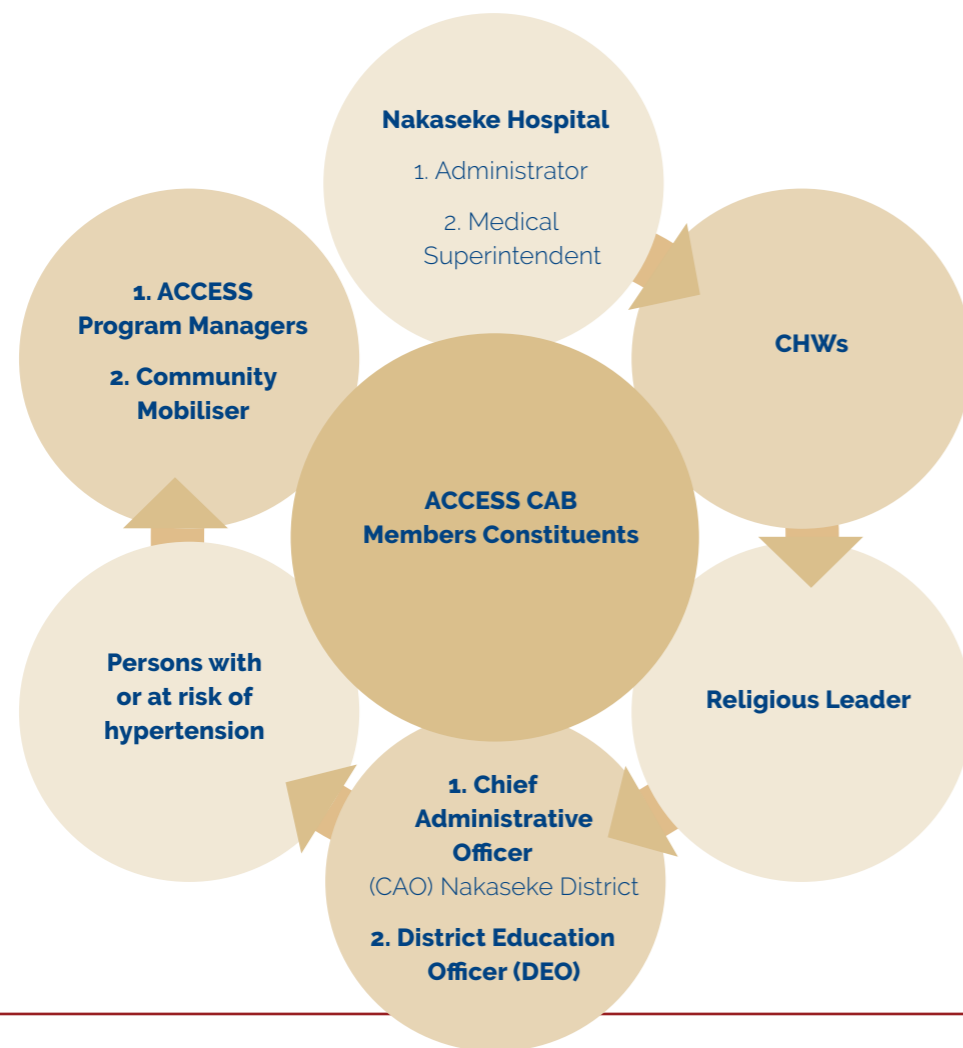 Nakaseke Hospital
1. Administrator
2. Medical
Superintendent
CHWs
Religious Leader
1. Chief
Administrative
Officer
(CAO) Nakaseke District
2. District Education
Officer (DEO)
Persons with
or at risk of
hypertension
1. ACCESS
Program Managers
2. Community
Mobiliser
ACCESS CAB
Members Constituents